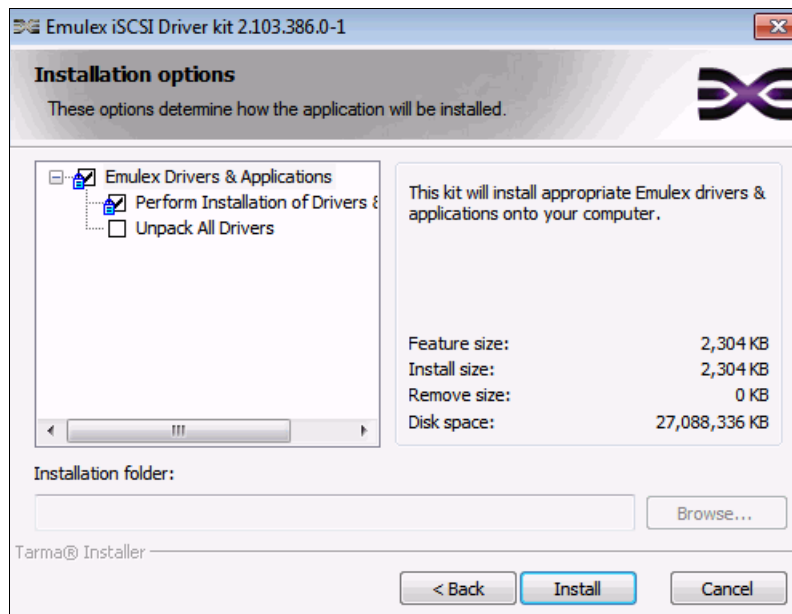 Emulex iSCSI Driver kit 2.103.386.0-1
Installation options
These options determine how the application will be installed.
Emulex Drivers & Applications
Perform Installation of Drivers &
Unpack All Drivers
This kit will install appropriate Emulex drivers &
applications onto your computer.
Feature size: 2,304 KB
Install size: 2,304 KB
Remove size: 0 KB
Disk space: 27,088,336 KB
Installation folder:
Browse...
Tarma® Installer
< Back Install Cancel